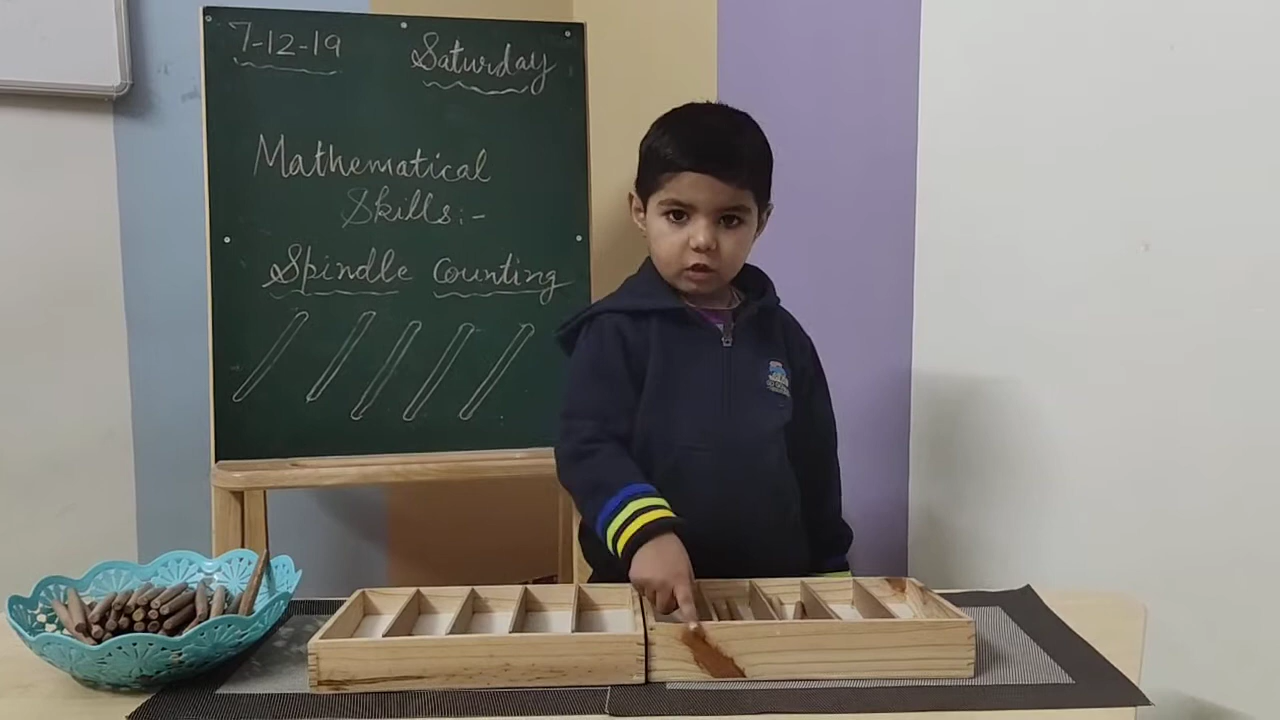 7-12-19 Saturday
Mathematical
Skills:-
Spindle Counting